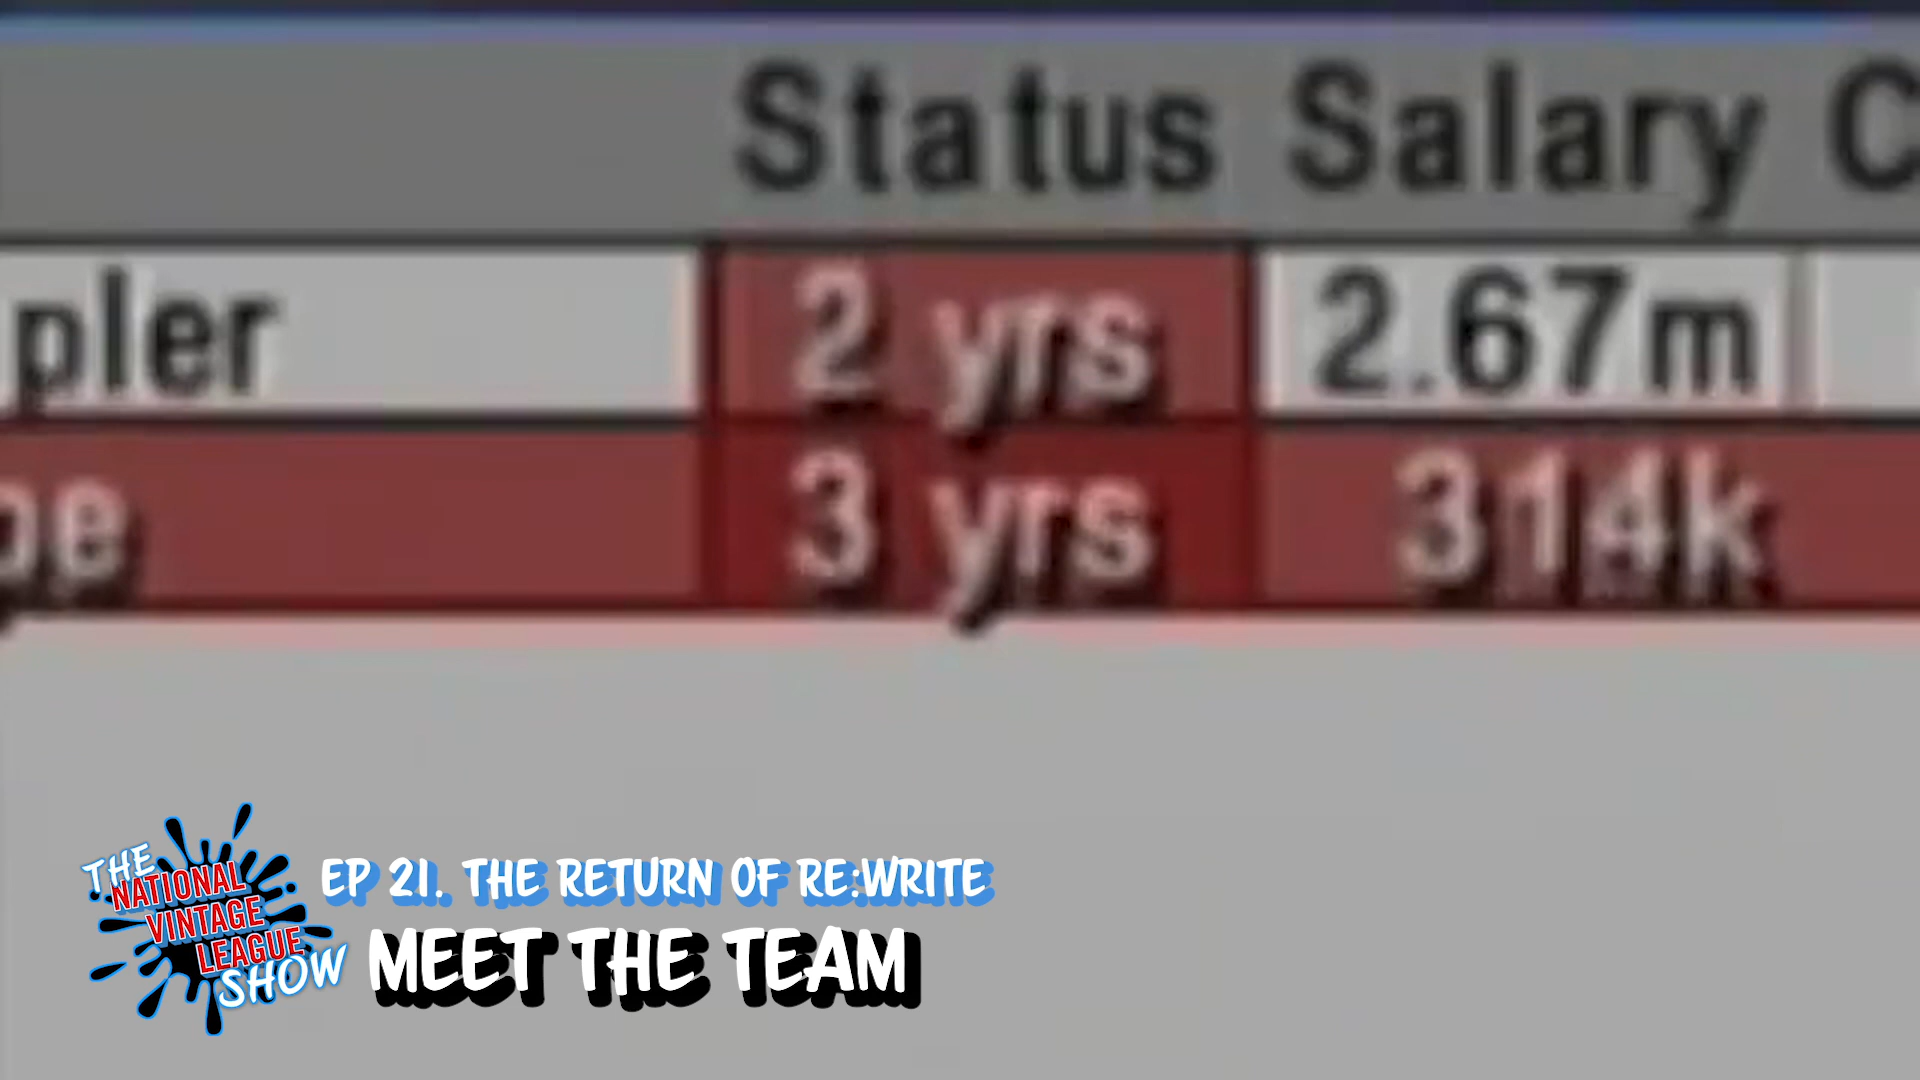 Status Salary C
pler 2 yrs 2.67m
pe 3 yrs 314k
THE
NATIONAL
VINTAGE
LEAGUE
SHOW
EP 21. THE RETURN OF RE:WRITE
MEET THE TEAM